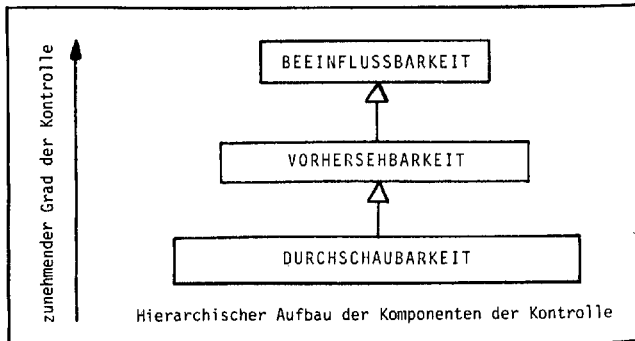 zunehmender Grad der Kontrolle
BEEINFLUSSBARKEIT
VORHERSEHBARKEIT
DURCHSCHAUBARKEIT
Hierarchischer Aufbau der Komponenten der Kontrolle